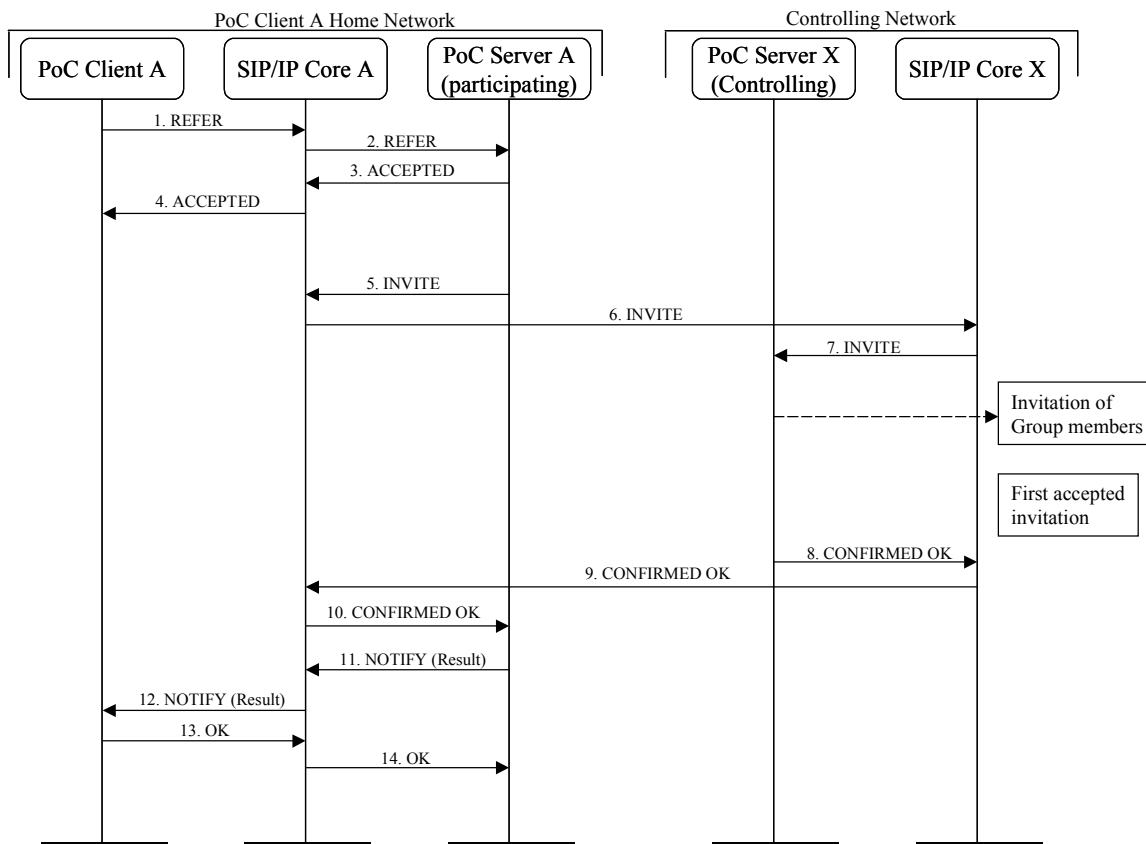 PoC Client A Home Network
Controlling Network
PoC Client A
SIP/IP Core A
PoC Server A
(participating)
PoC Server X
(Controlling)
SIP/IP Core X
1. REFER
2. REFER
3. ACCEPTED
4. ACCEPTED
5. INVITE
6. INVITE
7. INVITE
Invitation of
Group members
First accepted
invitation
8. CONFIRMED OK
9. CONFIRMED OK
10. CONFIRMED OK
11. NOTIFY (Result)
12. NOTIFY (Result)
13. OK
14. OK